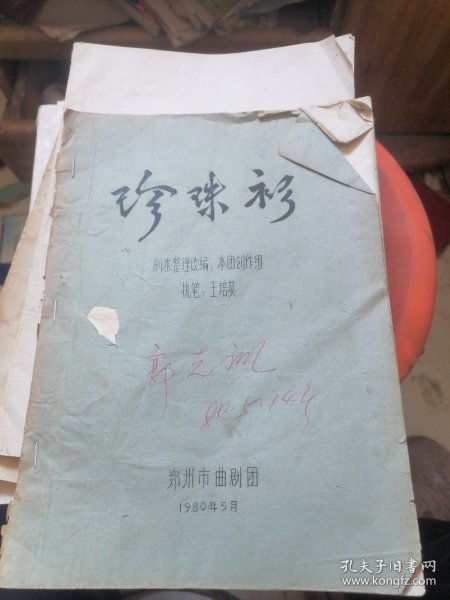 珍珠衫
剧本整理改编：本团创作组
执笔：王培英
郑州市曲剧团
1980年5月
孔夫子旧书网
www.kongfz.com